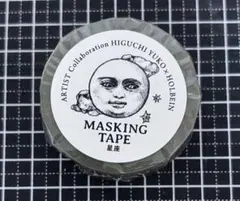 ARTIST Collaboration HIGUCHI YUKO×HOLBEIN
MASKING
TAPE
星座